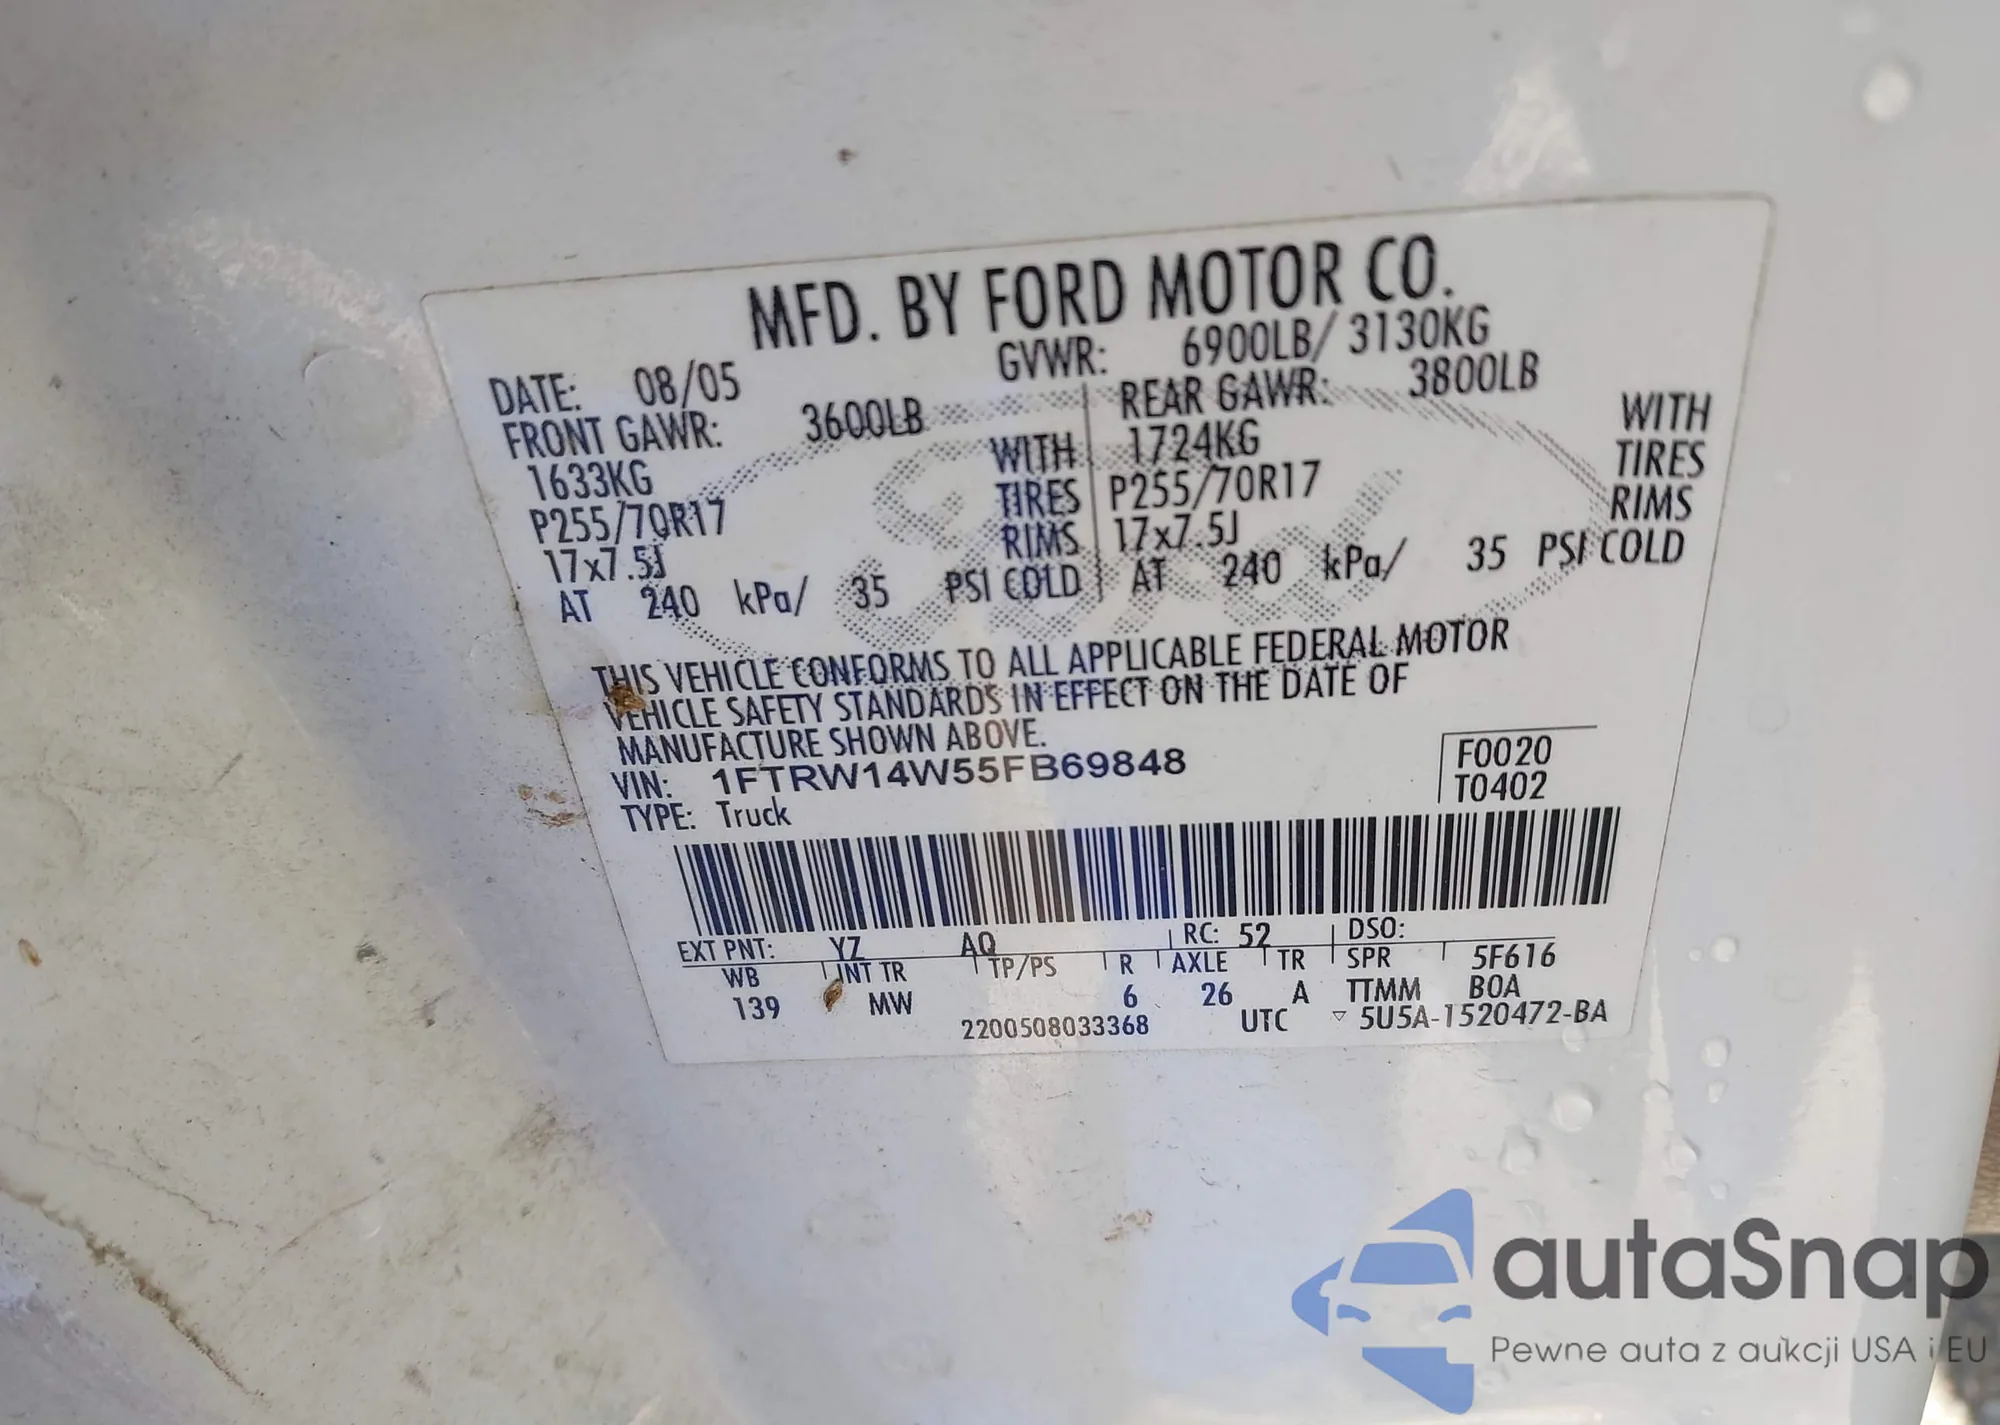 MFD. BY FORD MOTOR CO.
DATE: 08/05 GVWR: 6900LB/ 3130KG
FRONT GAWR: 3600LB REAR GAWR: 3800LB
1633KG WITH 1724KG WITH
P255/70R17 TIRES P255/70R17 TIRES
17x7.5J RIMS 17x7.5J RIMS
AT 240 kPa/ 35 PSI COLD AT 240 kPa/ 35 PSI COLD
THIS VEHICLE CONFORMS TO ALL APPLICABLE FEDERAL MOTOR
VEHICLE SAFETY STANDARDS IN EFFECT ON THE DATE OF
MANUFACTURE SHOWN ABOVE.
VIN: 1FTRW14W55FB69848 F0020
TYPE: Truck T0402
EXT PNT: YZ AQ RC: 52 DSO:
WB INT TR TP/PS R AXLE TR SPR 5F616
139 MW 6 26 A TTMM BOA
2200508033368 UTC ▽ 5U5A-1520472-BA
Ford
autaSnap
Pewne auta z aukcji USA i EU